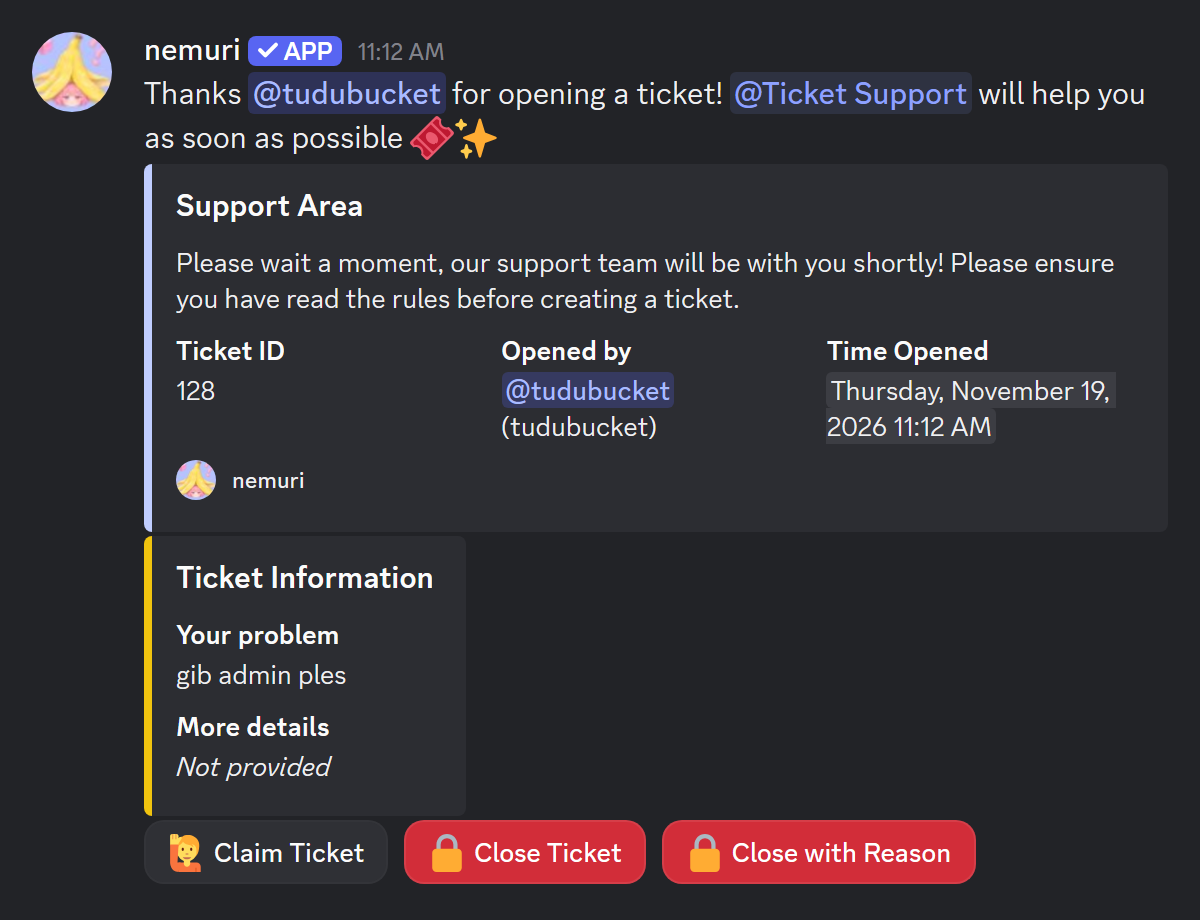 nemuri ✓ APP 11:12 AM
Thanks @tudubucket for opening a ticket! @Ticket Support will help you
as soon as possible 🎟️✨
Support Area
Please wait a moment, our support team will be with you shortly! Please ensure
you have read the rules before creating a ticket.
Ticket ID Opened by Time Opened
128 @tudubucket Thursday, November 19,
(tudubucket) 2026 11:12 AM
nemuri
Ticket Information
Your problem
gib admin ples
More details
Not provided
🙋 Claim Ticket 🔒 Close Ticket 🔒 Close with Reason